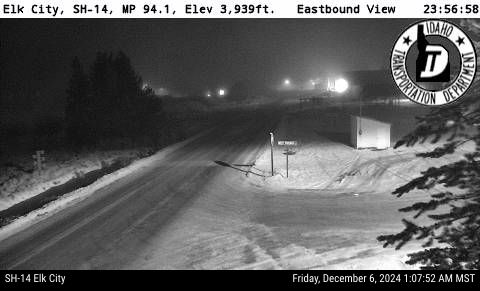 Elk City, SH-14, MP 94.1, Elev 3,939ft. Eastbound View 23:56:58
IDAHO
TRANSPORTATION DEPARTMENT
SH-14 Elk City
Friday, December 6, 2024 1:07:52 AM MST